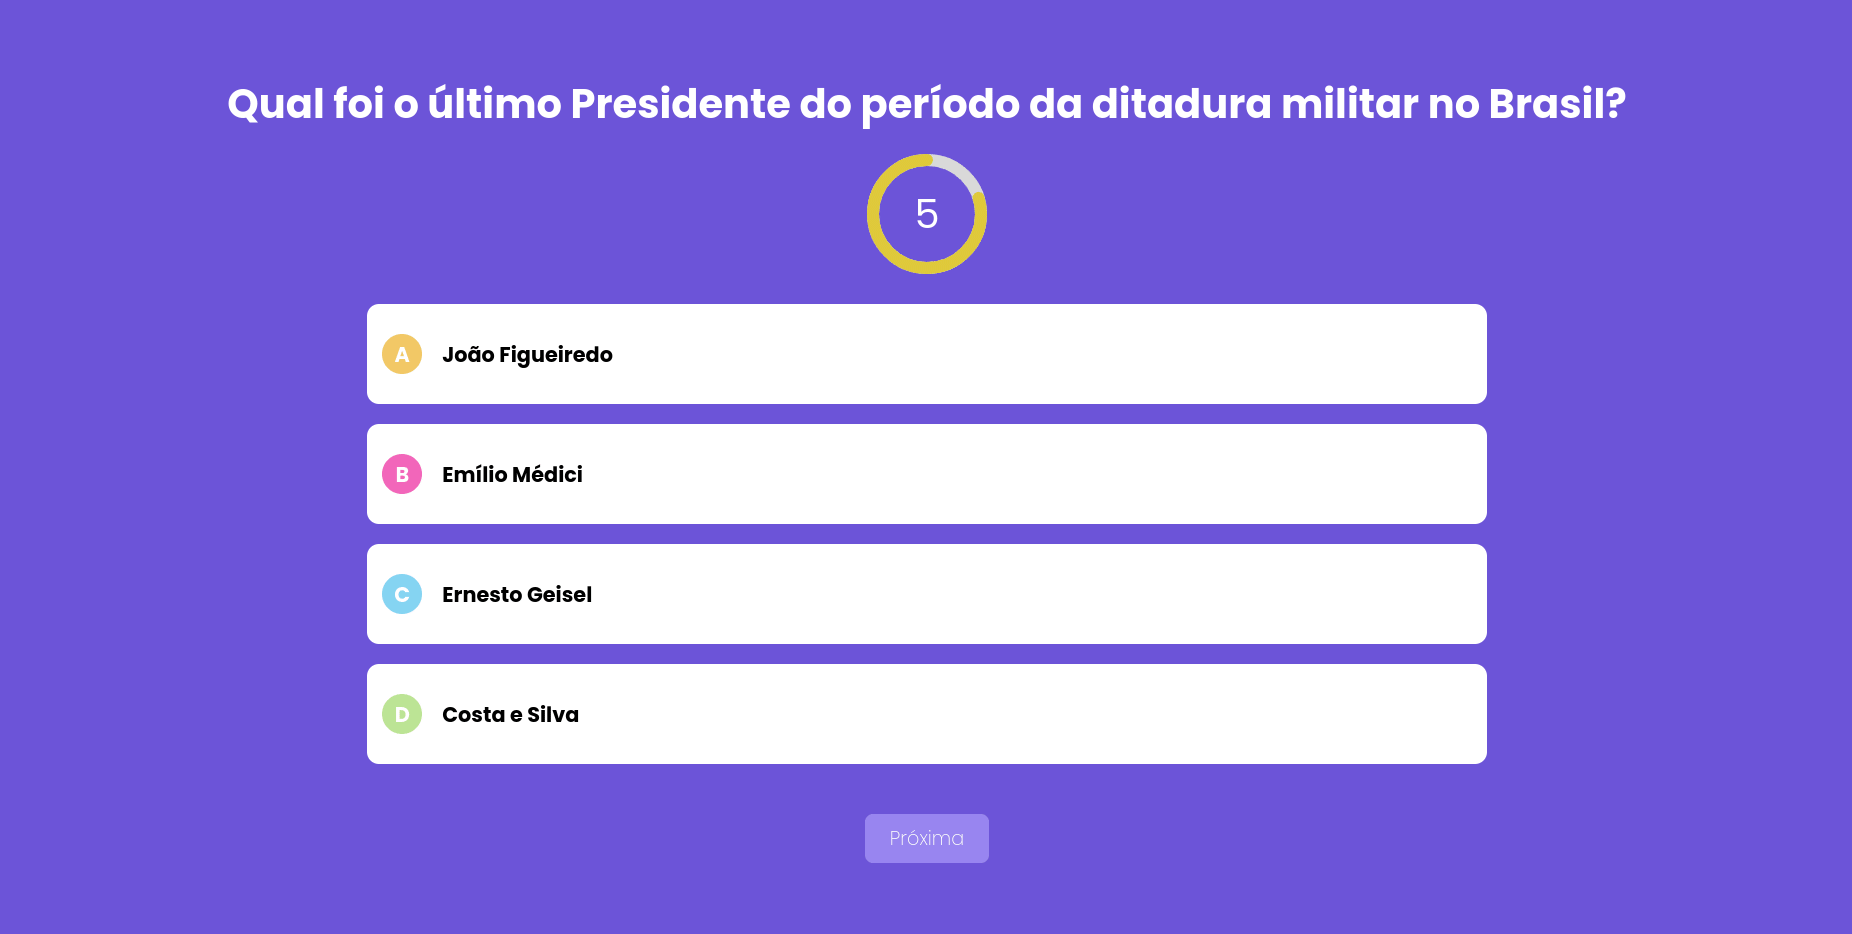 Qual foi o último Presidente do período da ditadura militar no Brasil?
5
A João Figueiredo
B Emílio Médici
C Ernesto Geisel
D Costa e Silva
Próxima